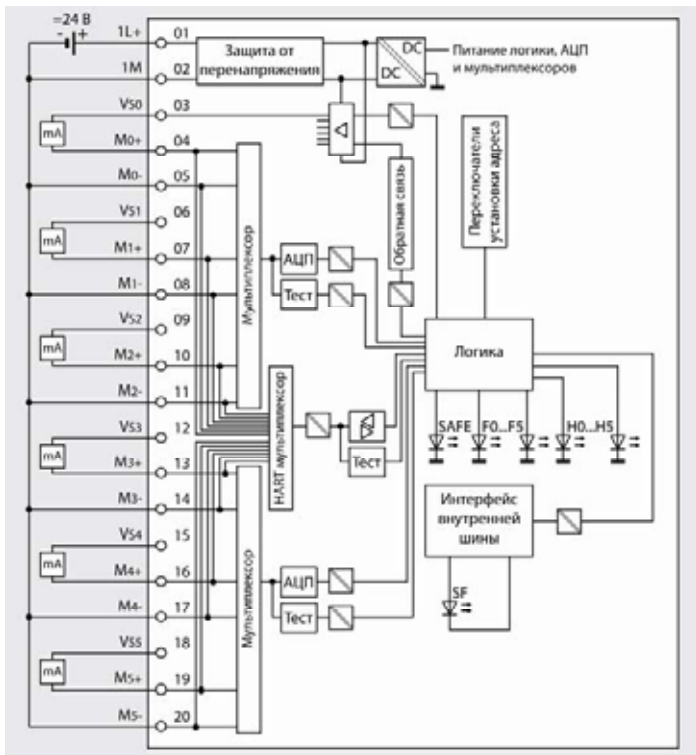 =24 В
- +
1L+ 01
1M 02
Защита от
перенапряжения
DC
DC
Питание логики, АЦП
и мультиплексоров
VS0 03
mA
M0+ 04
M0- 05
VS1 06
mA
M1+ 07
M1- 08
VS2 09
mA
M2+ 10
M2- 11
VS3 12
mA
M3+ 13
M3- 14
VS4 15
mA
M4+ 16
M4- 17
VS5 18
mA
M5+ 19
M5- 20
Мультиплексор
АЦП
Тест
Обратная связь
Переключатели
установки адреса
Логика
HART мультиплексор
Тест
SAFE
F0...F5
H0...H5
Интерфейс
внутренней
шины
SF
Мультиплексор
АЦП
Тест